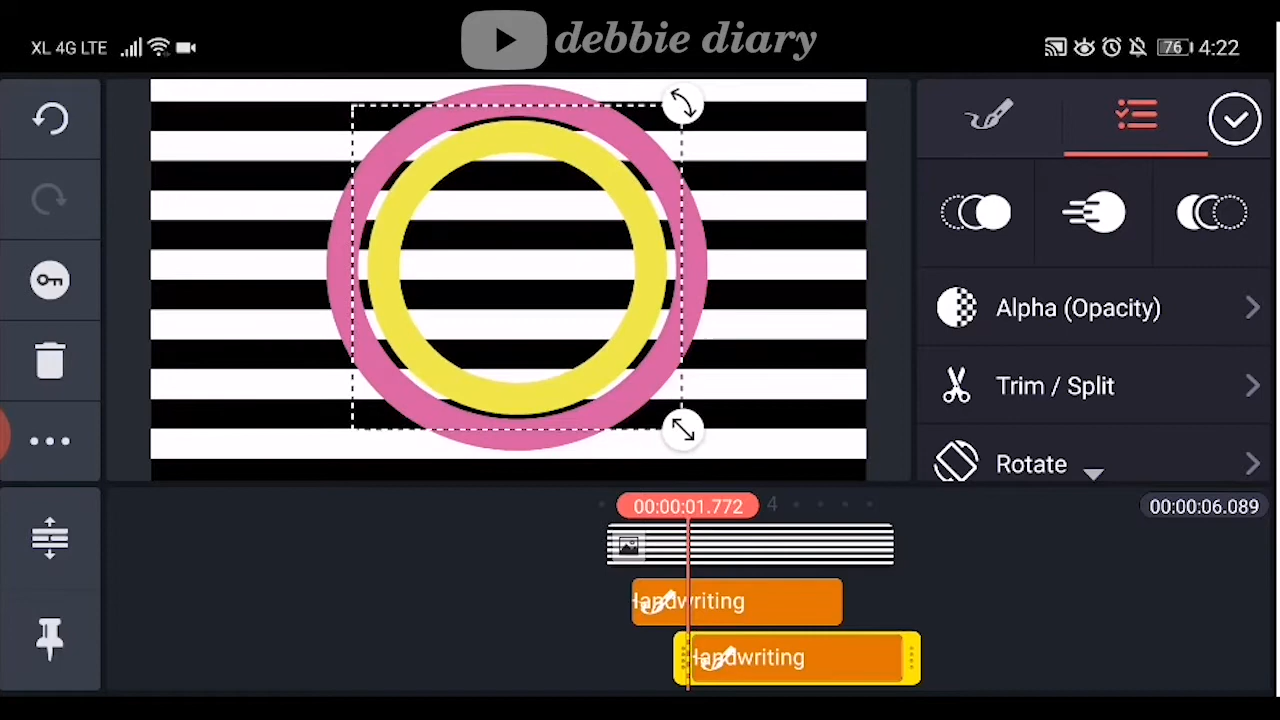 debbie diary
XL 4G LTE
76 4:22
Alpha (Opacity)
Trim / Split
Rotate
00:00:01.772
4
00:00:06.089
Handwriting
Handwriting